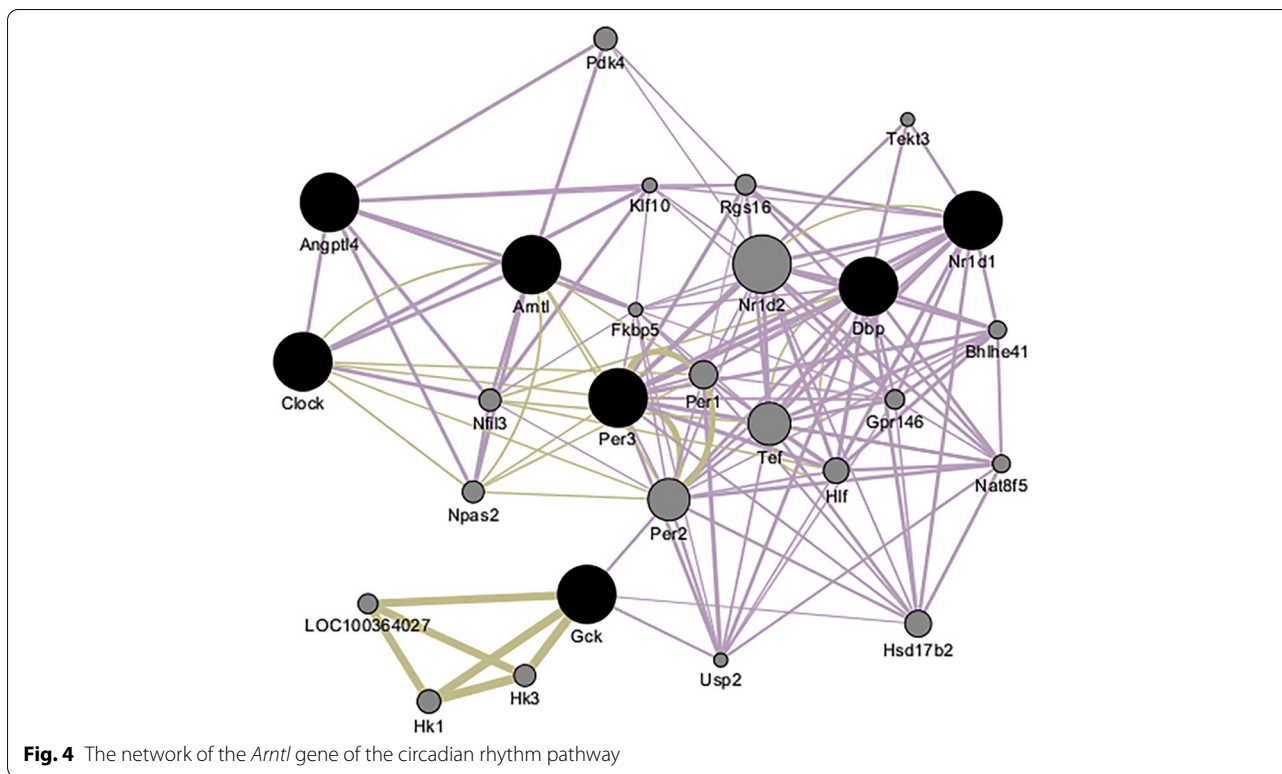 Pdk4
Tekt3
Klf10
Rgs16
Angptl4
Nr1d1
Arntl
Nr1d2
Dbp
Fkbp5
Bhlhe41
Clock
Per1
Nfil3
Gpr146
Per3
Tef
Nat8f5
Hlf
Npas2
Per2
LOC100364027
Gck
Hsd17b2
Usp2
Hk3
Hk1
Fig. 4 The network of the Arntl gene of the circadian rhythm pathway